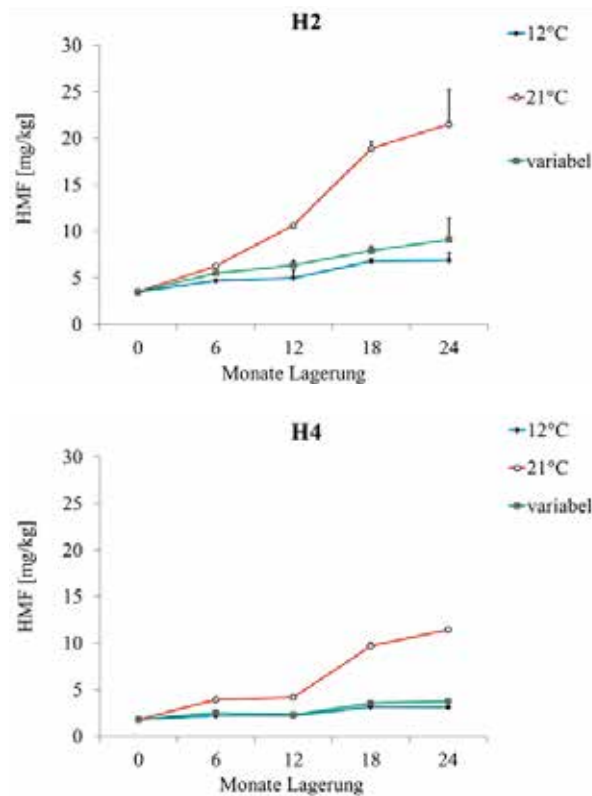 H2
30
25
20
15
10
5
0
HMF [mg/kg]
0 6 12 18 24
Monate Lagerung
12°C
21°C
variabel
H4
30
25
20
15
10
5
0
HMF [mg/kg]
0 6 12 18 24
Monate Lagerung
12°C
21°C
variabel